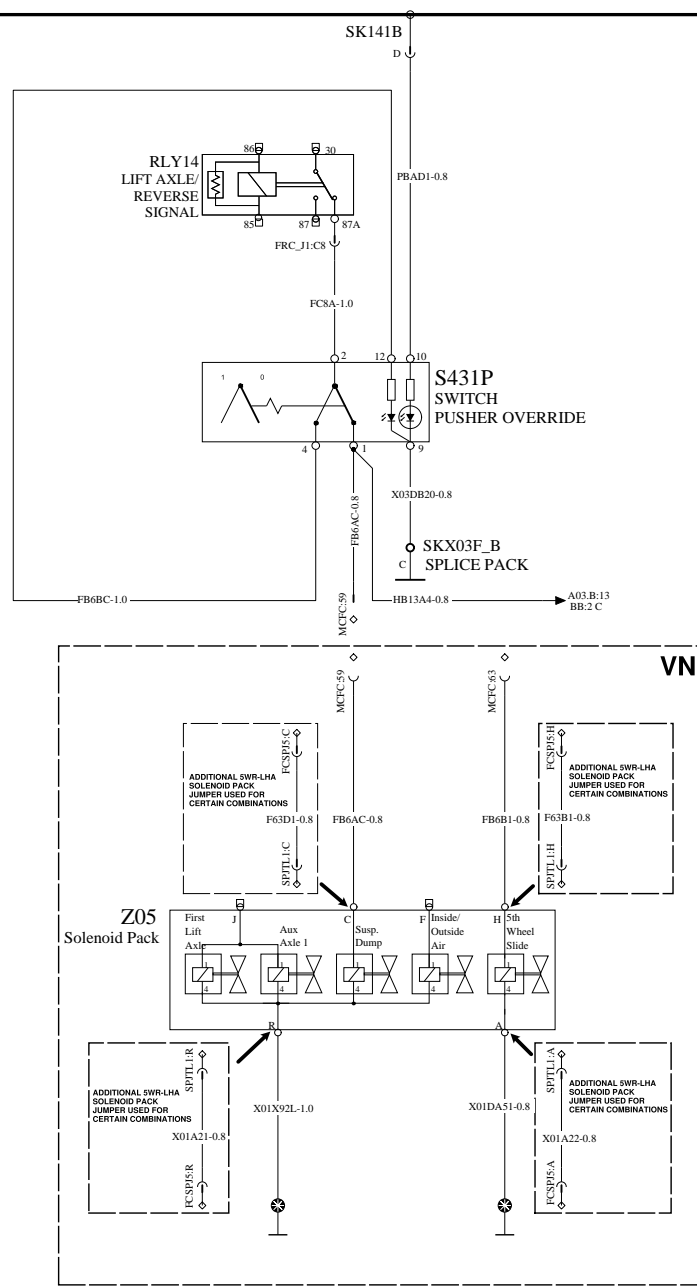 SK141B
D
86
30
RLY14
LIFT AXLE/
REVERSE
SIGNAL
85
87
87A
FRC_J1:C8
PBAD1-0.8
FC8A-1.0
2
12
10
1
0
S431P
SWITCH
PUSHER OVERRIDE
4
1
9
FB6AC-0.8
X03DB20-0.8
SKX03F_B
C
SPLICE PACK
FB6BC-1.0
HB13A4-0.8
A03.B:13
BB:2 C
MCFC:59
VN
MCFC:59
MCFC:63
FCSPJ5:C
ADDITIONAL 5WR-LHA
SOLENOID PACK
JUMPER USED FOR
CERTAIN COMBINATIONS
F63D1-0.8
SPJTL1:C
FB6AC-0.8
FB6B1-0.8
FCSPJ5:H
ADDITIONAL 5WR-LHA
SOLENOID PACK
JUMPER USED FOR
CERTAIN COMBINATIONS
F63B1-0.8
SPJTL1:H
Z05
Solenoid Pack
First
Lift
Axle
J
Aux
Axle 1
C
Susp.
Dump
F
Inside/
Outside
Air
H
5th
Wheel
Slide
1
4
1
4
1
4
1
4
1
4
R
A
SPJTL1:R
ADDITIONAL 5WR-LHA
SOLENOID PACK
JUMPER USED FOR
CERTAIN COMBINATIONS
X01A21-0.8
FCSPJ5:R
X01X92L-1.0
X01DA51-0.8
SPJTL1:A
ADDITIONAL 5WR-LHA
SOLENOID PACK
JUMPER USED FOR
CERTAIN COMBINATIONS
X01A22-0.8
FCSPJ5:A